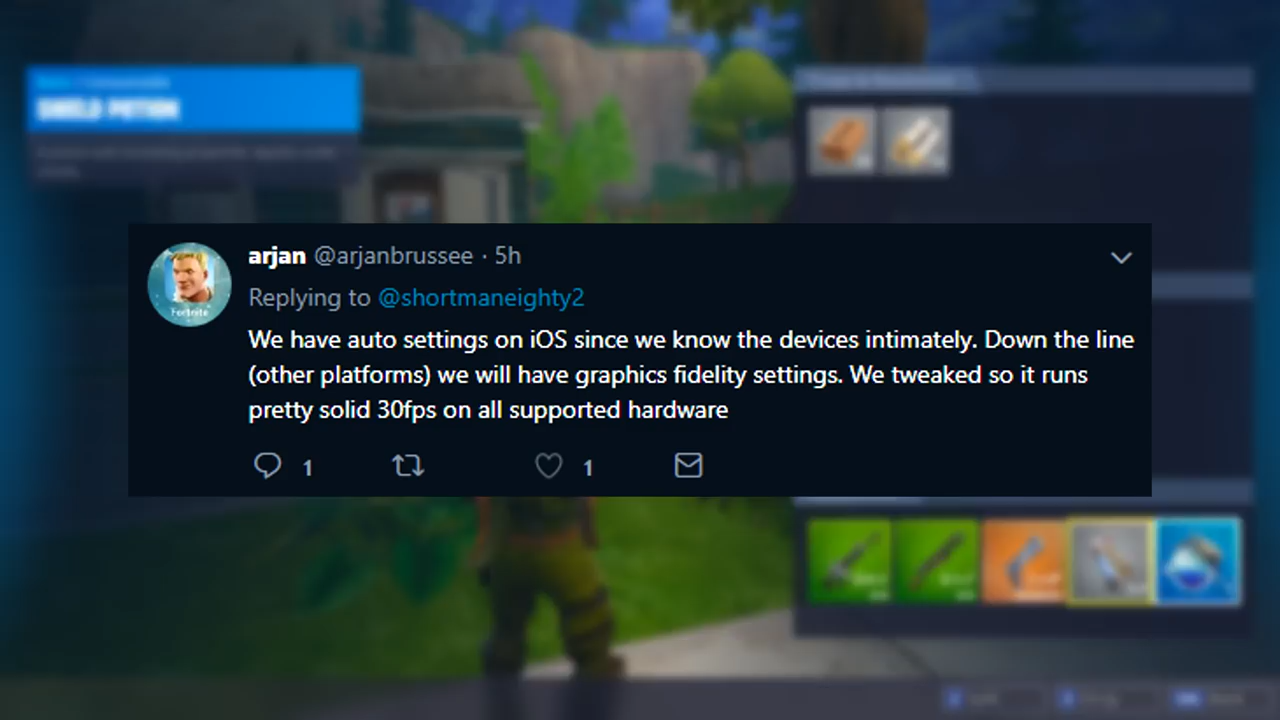 SHIELD POTION
arjan @arjanbrussee · 5h
Replying to @shortmaneighty2
We have auto settings on iOS since we know the devices intimately. Down the line
(other platforms) we will have graphics fidelity settings. We tweaked so it runs
pretty solid 30fps on all supported hardware
1 1
Fortnite